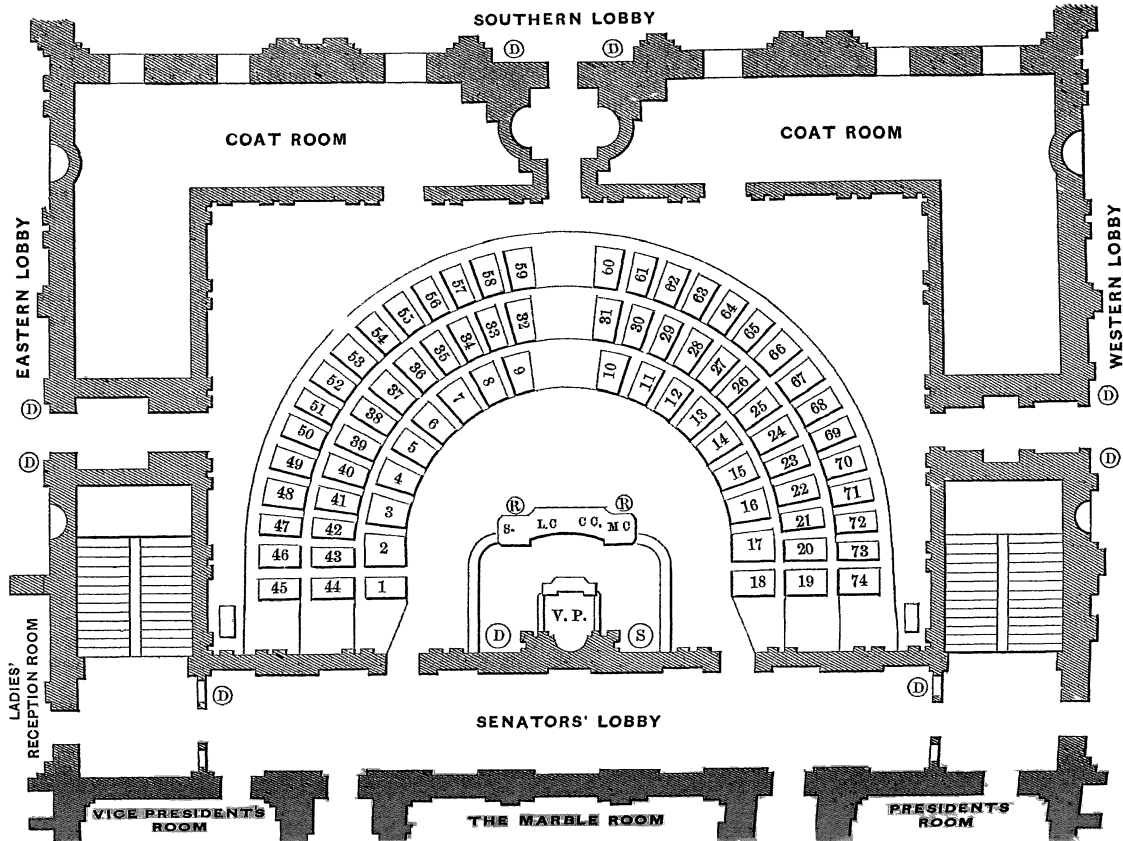 SOUTHERN LOBBY
D
D
COAT ROOM
COAT ROOM
EASTERN LOBBY
WESTERN LOBBY
59
60
58
61
57
62
56
63
55
64
54
65
53
66
52
67
51
68
50
69
49
70
48
71
47
72
46
73
45
74
32
31
33
30
34
29
35
28
36
27
37
26
38
25
39
24
40
23
41
22
42
21
43
20
44
19
9
10
8
11
7
12
6
13
5
14
4
15
3
16
2
17
1
18
D
D
D
D
R
R
S-
L.C
C C.
M C
V. P.
D
S
D
D
LADIES'
RECEPTION ROOM
SENATORS' LOBBY
VICE PRESIDENTS
ROOM
THE MARBLE ROOM
PRESIDENTS
ROOM